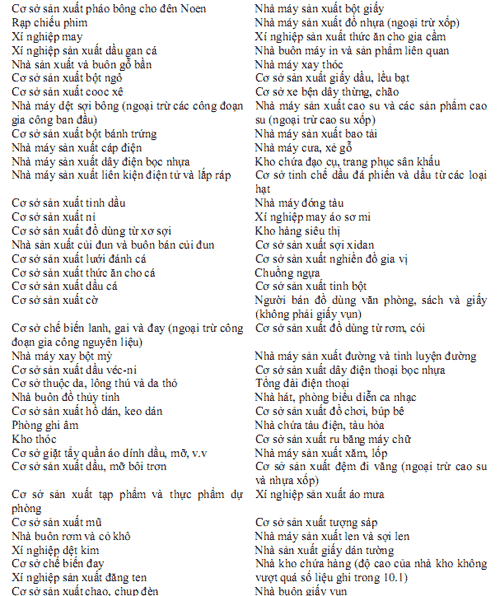 Cơ sở sản xuất pháo bông cho đên Noen
Rạp chiếu phim
Xí nghiệp may
Xí nghiệp sản xuất dầu gan cá
Nhà sản xuất và buôn gỗ bần
Cơ sở sản xuất bột ngô
Cơ sở sản xuất cooc xê
Nhà máy dệt sợi bông (ngoại trừ các công đoạn
gia công ban đầu)
Cơ sở sản xuất bột bánh trứng
Nhà máy sản xuất cáp điện
Nhà máy sản xuất dây điện bọc nhựa
Nhà máy sản xuất liên kiện điện tử và lắp ráp
Cơ sở sản xuất tinh dầu
Cơ sở sản xuất nỉ
Cơ sở sản xuất đồ dùng từ xơ sợi
Nhà sản xuất củi đun và buôn bán củi đun
Cơ sở sản xuất lưới đánh cá
Cơ sở sản xuất thức ăn cho cá
Cơ sở sản xuất dầu cá
Cơ sở sản xuất cờ
Cơ sở chế biến lanh, gai và đay (ngoại trừ công
đoạn gia công nguyên liệu)
Nhà máy xay bột mỳ
Cơ sở sản xuất dầu véc-ni
Cơ sở thuộc da, lông thú và da thô
Nhà buôn đồ thủy tinh
Cơ sở sản xuất hồ dán, keo dán
Phòng ghi âm
Kho thóc
Cơ sở giặt tẩy quần áo dính dầu, mỡ, v.v
Cơ sở sản xuất dầu, mỡ bôi trơn
Cơ sở sản xuất tạp phẩm và thực phẩm dự
phòng
Cơ sở sản xuất mũ
Nhà buôn rơm và cỏ khô
Xí nghiệp dệt kim
Cơ sở chế biến đay
Xí nghiệp sản xuất đăng ten
Cơ sở sản xuất chao, chụp đèn
Nhà máy sản xuất bột giấy
Nhà máy sản xuất đồ nhựa (ngoại trừ xốp)
Xí nghiệp sản xuất thức ăn cho gia cầm
Nhà buôn máy in và sản phẩm liên quan
Nhà máy xay thóc
Cơ sở sản xuất giấy dầu, lều bạt
Cơ sở xe bện dây thừng, chão
Nhà máy sản xuất cao su và các sản phẩm cao
su (ngoại trừ cao su xốp)
Nhà máy sản xuất bao tải
Nhà máy cưa, xẻ gỗ
Kho chứa đạo cụ, trang phục sân khấu
Cơ sở tinh chế dầu đá phiến và dầu từ các loại
hạt
Nhà máy đóng tàu
Xí nghiệp may áo sơ mi
Kho hàng siêu thị
Cơ sở sản xuất sợi xidan
Cơ sở sản xuất nghiền đồ gia vị
Chuồng ngựa
Cơ sở sản xuất tinh bột
Người bán đồ dùng văn phòng, sách và giấy
(không phải giấy vụn)
Cơ sở sản xuất đồ dùng từ rơm, cói
Nhà máy sản xuất đường và tinh luyện đường
Cơ sở sản xuất dây điện thoại bọc nhựa
Tổng đài điện thoại
Nhà hát, phòng biểu diễn ca nhạc
Cơ sở sản xuất đồ chơi, búp bê
Nhà chứa tàu điện, tàu hỏa
Cơ sở sản xuất ru băng máy chữ
Nhà máy sản xuất xăm, lốp
Cơ sở sản xuất đệm đi văng (ngoại trừ cao su
và nhựa xốp)
Xí nghiệp sản xuất áo mưa
Cơ sở sản xuất tượng sáp
Nhà máy sản xuất len và sợi len
Nhà sản xuất giấy dán tường
Nhà kho chứa hàng (độ cao của nhà kho không
vượt quá số liệu ghi trong 10.1)
Nhà buôn giấy vụn